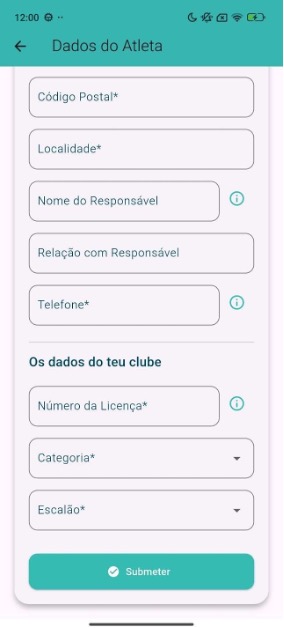 12:00
Dados do Atleta
Código Postal*
Localidade*
Nome do Responsável
Relação com Responsável
Telefone*
Os dados do teu clube
Número da Licença*
Categoria*
Escalão*
Submeter